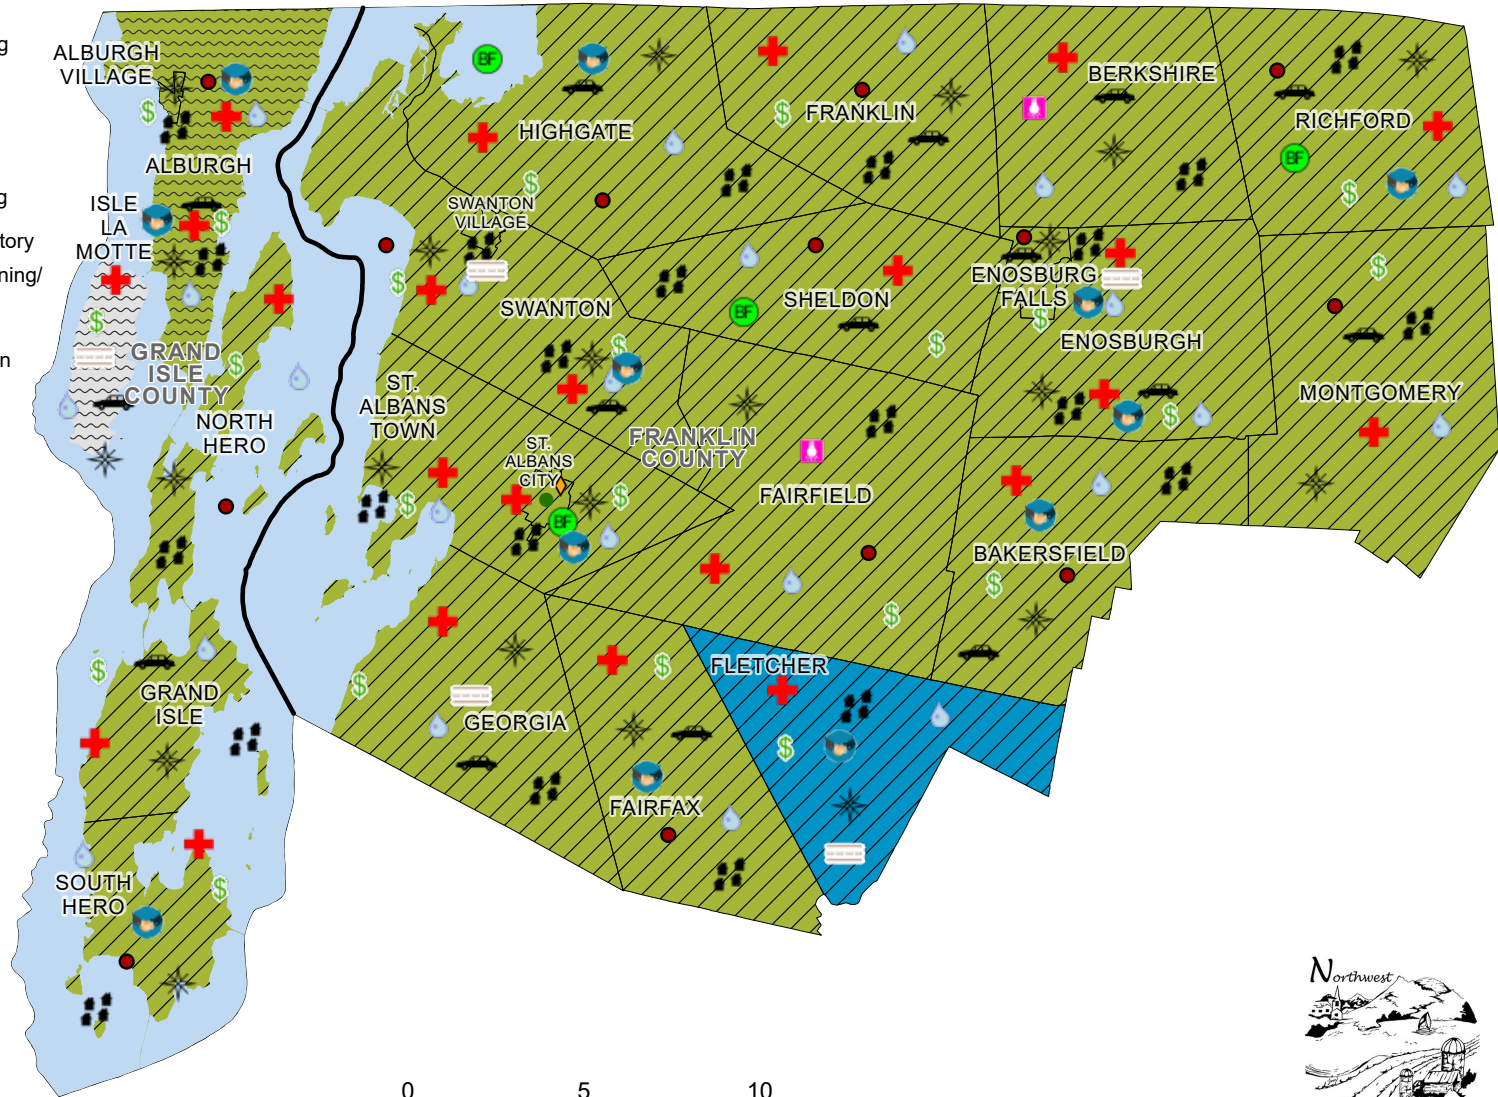 g
g
tory
ning/
n
ALBURGH
VILLAGE
$
ALBURGH
ISLE
LA
MOTTE
$
$
GRAND
ISLE
COUNTY
$
NORTH
HERO
$
GRAND
ISLE
SOUTH
HERO
$
BF
HIGHGATE
$
SWANTON
VILLAGE
$
SWANTON
$
ST.
ALBANS
TOWN
$
ST.
ALBANS
CITY
$
BF
FRANKLIN
COUNTY
$
GEORGIA
$
FAIRFAX
$
FRANKLIN
BF
SHELDON
$
FAIRFIELD
$
FLETCHER
$
BERKSHIRE
RICHFORD
BF
$
ENOSBURG
FALLS
$
ENOSBURGH
$
$
MONTGOMERY
BAKERSFIELD
$
Northwest
0 5 10